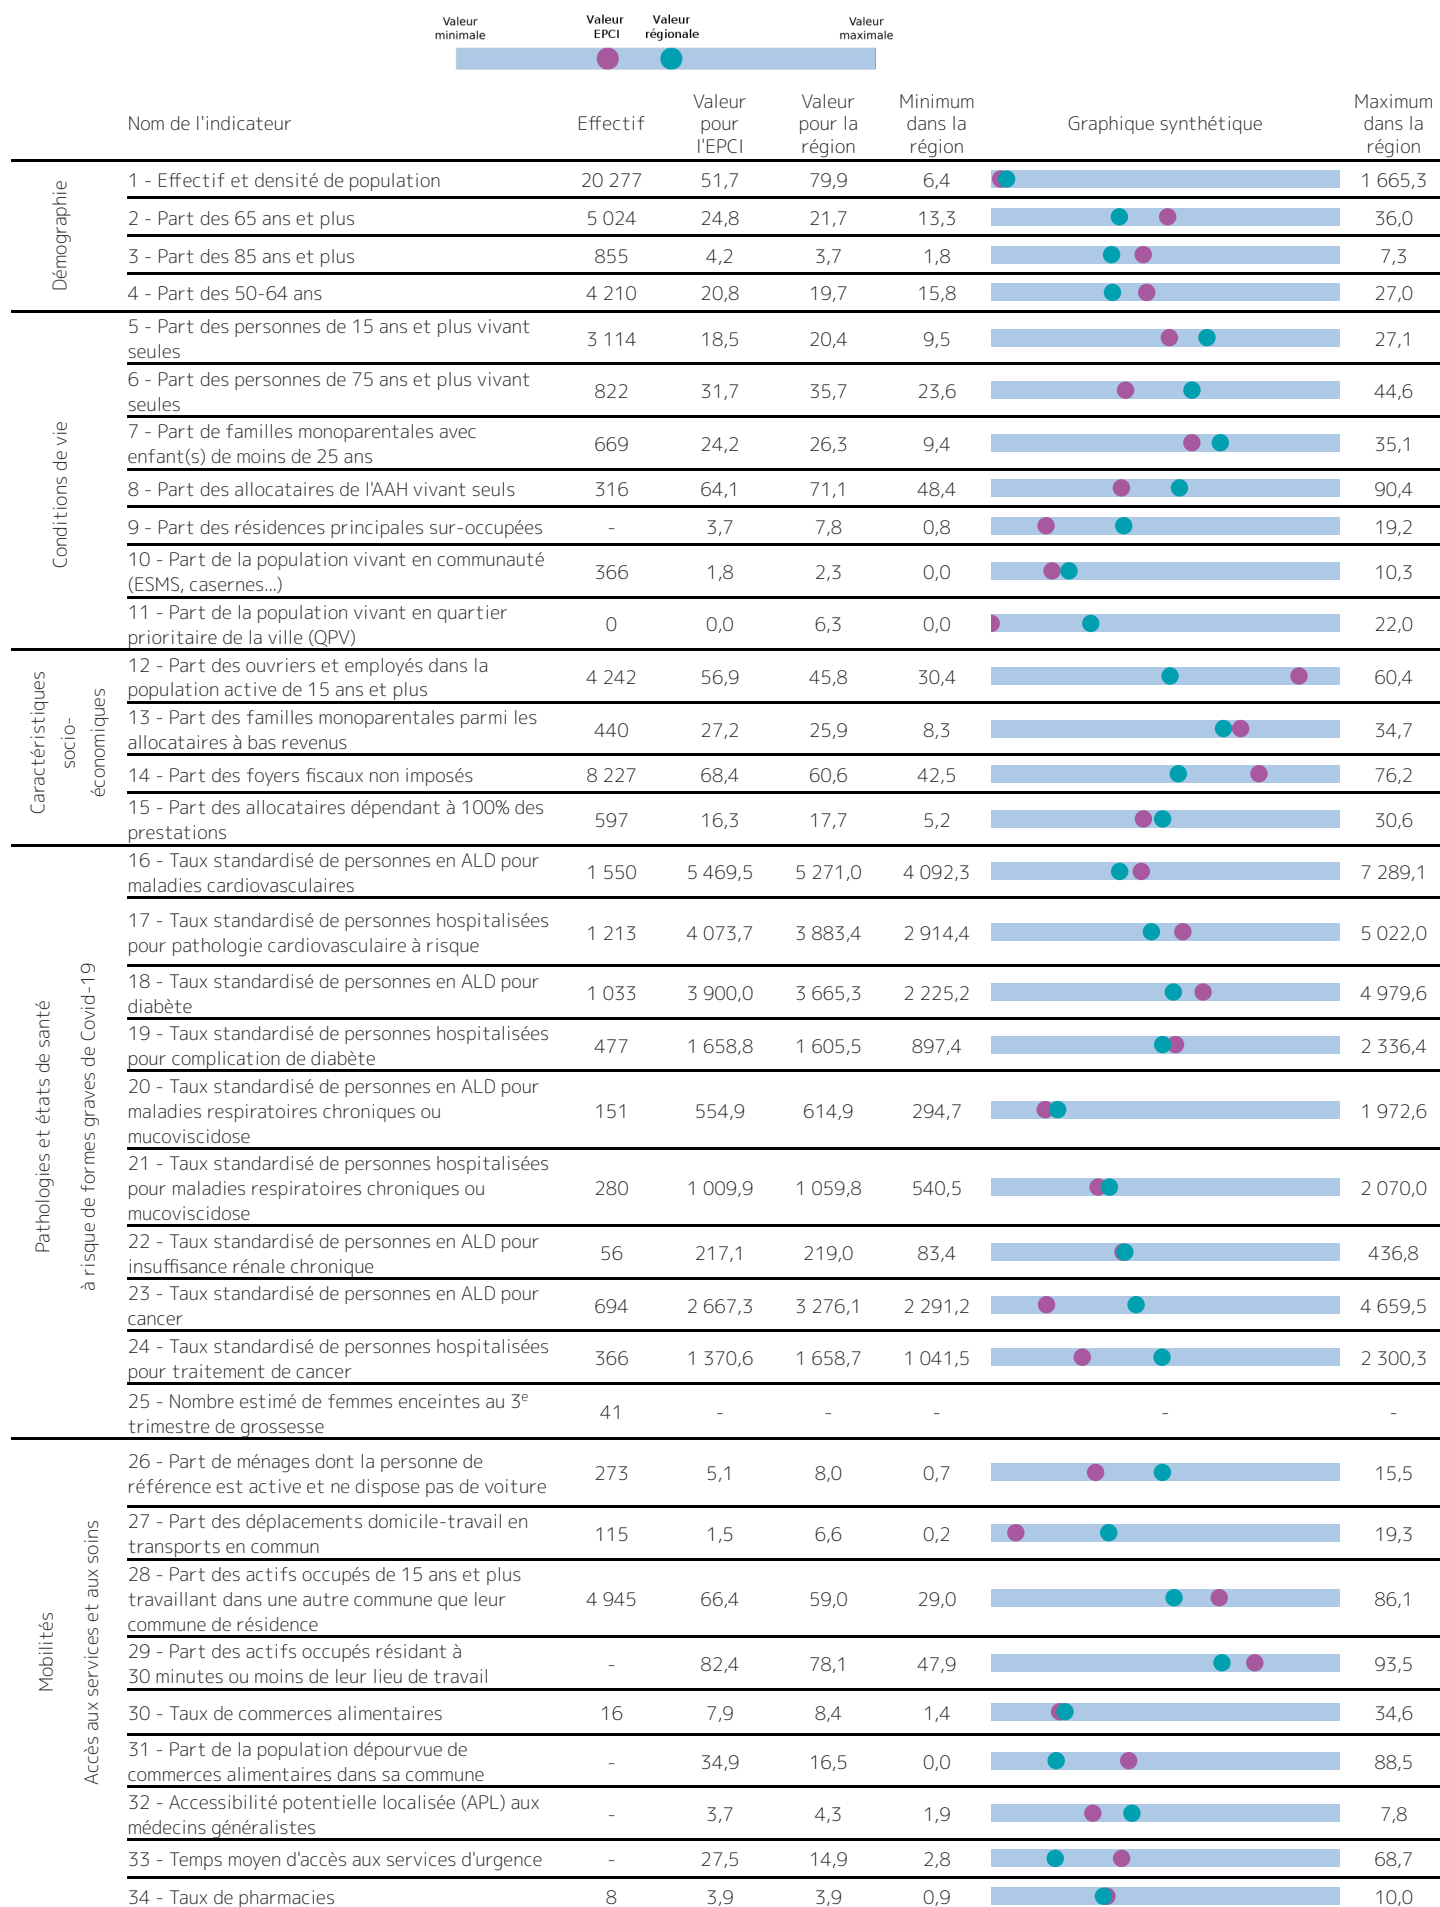 Valeur minimale
Valeur EPCI
Valeur régionale
Valeur maximale
Nom de l'indicateur
Effectif
Valeur pour l'EPCI
Valeur pour la région
Minimum dans la région
Graphique synthétique
Maximum dans la région
Démographie
1 - Effectif et densité de population 20 277 51,7 79,9 6,4 1 665,3
2 - Part des 65 ans et plus 5 024 24,8 21,7 13,3 36,0
3 - Part des 85 ans et plus 855 4,2 3,7 1,8 7,3
4 - Part des 50-64 ans 4 210 20,8 19,7 15,8 27,0
Conditions de vie
5 - Part des personnes de 15 ans et plus vivant
seules 3 114 18,5 20,4 9,5 27,1
6 - Part des personnes de 75 ans et plus vivant
seules 822 31,7 35,7 23,6 44,6
7 - Part de familles monoparentales avec
enfant(s) de moins de 25 ans 669 24,2 26,3 9,4 35,1
8 - Part des allocataires de l'AAH vivant seuls 316 64,1 71,1 48,4 90,4
9 - Part des résidences principales sur-occupées - 3,7 7,8 0,8 19,2
10 - Part de la population vivant en communauté
(ESMS, casernes...) 366 1,8 2,3 0,0 10,3
11 - Part de la population vivant en quartier
prioritaire de la ville (QPV) 0 0,0 6,3 0,0 22,0
Caractéristiques
socio-
économiques
12 - Part des ouvriers et employés dans la
population active de 15 ans et plus 4 242 56,9 45,8 30,4 60,4
13 - Part des familles monoparentales parmi les
allocataires à bas revenus 440 27,2 25,9 8,3 34,7
14 - Part des foyers fiscaux non imposés 8 227 68,4 60,6 42,5 76,2
15 - Part des allocataires dépendant à 100% des
prestations 597 16,3 17,7 5,2 30,6
Pathologies et états de santé
à risque de formes graves de Covid-19
16 - Taux standardisé de personnes en ALD pour
maladies cardiovasculaires 1 550 5 469,5 5 271,0 4 092,3 7 289,1
17 - Taux standardisé de personnes hospitalisées
pour pathologie cardiovasculaire à risque 1 213 4 073,7 3 883,4 2 914,4 5 022,0
18 - Taux standardisé de personnes en ALD pour
diabète 1 033 3 900,0 3 665,3 2 225,2 4 979,6
19 - Taux standardisé de personnes hospitalisées
pour complication de diabète 477 1 658,8 1 605,5 897,4 2 336,4
20 - Taux standardisé de personnes en ALD pour
maladies respiratoires chroniques ou 151 554,9 614,9 294,7 1 972,6
mucoviscidose
21 - Taux standardisé de personnes hospitalisées
pour maladies respiratoires chroniques ou 280 1 009,9 1 059,8 540,5 2 070,0
mucoviscidose
22 - Taux standardisé de personnes en ALD pour
insuffisance rénale chronique 56 217,1 219,0 83,4 436,8
23 - Taux standardisé de personnes en ALD pour
cancer 694 2 667,3 3 276,1 2 291,2 4 659,5
24 - Taux standardisé de personnes hospitalisées
pour traitement de cancer 366 1 370,6 1 658,7 1 041,5 2 300,3
25 - Nombre estimé de femmes enceintes au 3e
trimestre de grossesse 41 - - - - -
Mobilités
Accès aux services et aux soins
26 - Part de ménages dont la personne de
référence est active et ne dispose pas de voiture 273 5,1 8,0 0,7 15,5
27 - Part des déplacements domicile-travail en
transports en commun 115 1,5 6,6 0,2 19,3
28 - Part des actifs occupés de 15 ans et plus
travaillant dans une autre commune que leur 4 945 66,4 59,0 29,0 86,1
commune de résidence
29 - Part des actifs occupés résidant à
30 minutes ou moins de leur lieu de travail - 82,4 78,1 47,9 93,5
30 - Taux de commerces alimentaires 16 7,9 8,4 1,4 34,6
31 - Part de la population dépourvue de
commerces alimentaires dans sa commune - 34,9 16,5 0,0 88,5
32 - Accessibilité potentielle localisée (APL) aux
médecins généralistes - 3,7 4,3 1,9 7,8
33 - Temps moyen d'accès aux services d'urgence - 27,5 14,9 2,8 68,7
34 - Taux de pharmacies 8 3,9 3,9 0,9 10,0